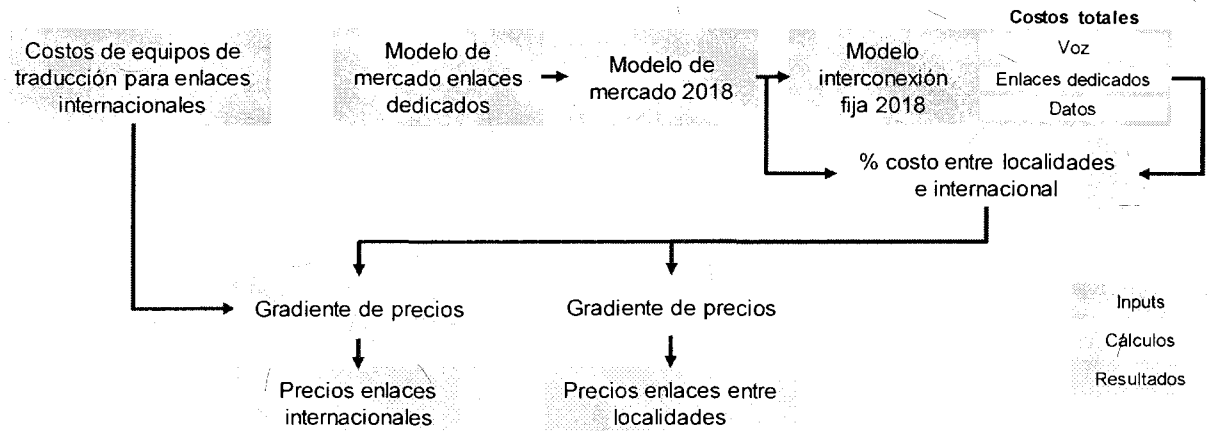 Costos totales
Costos de equipos de
traducción para enlaces
internacionales
Modelo de
mercado enlaces
dedicados
Modelo de
mercado 2018
Modelo
interconexión
fija 2018
Voz
Enlaces dedicados
Datos
% costo entre localidades
e internacional
Gradiente de precios
Gradiente de precios
Precios enlaces
internacionales
Precios enlaces entre
localidades
Inputs
Cálculos
Resultados